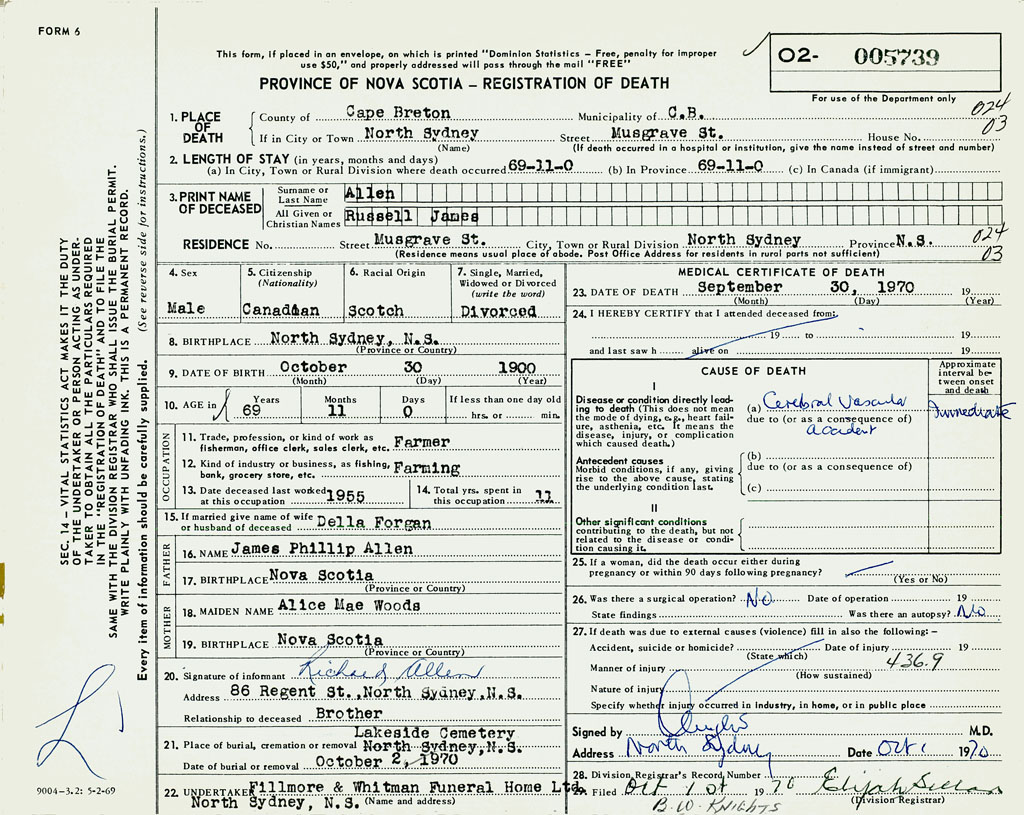 FORM 6
This form, if placed in an envelope, on which is printed "Dominion Statistics – Free, penalty for improper
use $50," and properly addressed will pass through the mail "FREE"
PROVINCE OF NOVA SCOTIA – REGISTRATION OF DEATH
O2- 005739
For use of the Department only
024
03
1. PLACE OF DEATH
County of Cape Breton Municipality of C.B.
If in City or Town North Sydney Street Musgrave St. House No.
(Name) (If death occurred in a hospital or institution, give the name instead of street and number)
2. LENGTH OF STAY (in years, months and days)
(a) In City, Town or Rural Division where death occurred 69-11-0 (b) In Province 69-11-0 (c) In Canada (if immigrant)
3. PRINT NAME OF DECEASED
Surname or Last Name Allen
All Given or Christian Names Russell James
RESIDENCE No. Street Musgrave St. City, Town or Rural Division North Sydney Province N.S.
(Residence means usual place of abode. Post Office Address for residents in rural parts not sufficient)
024
03
4. Sex
Male
5. Citizenship
(Nationality)
Canadian
6. Racial Origin
Scotch
7. Single, Married,
Widowed or Divorced
(write the word)
Divorced
8. BIRTHPLACE North Sydney, N.S.
(Province or Country)
9. DATE OF BIRTH October 30 1900
(Month) (Day) (Year)
10. AGE in Years Months Days If less than one day old
69 11 0 hrs. or min.
OCCUPATION
11. Trade, profession, or kind of work as
fisherman, office clerk, sales clerk, etc. Farmer
12. Kind of industry or business, as fishing,
bank, grocery store, etc. Farming
13. Date deceased last worked
at this occupation 1955
14. Total yrs. spent in
this occupation 11
15. If married give name of wife
or husband of deceased Della Forgan
FATHER
16. NAME James Phillip Allen
17. BIRTHPLACE Nova Scotia
(Province or Country)
MOTHER
18. MAIDEN NAME Alice Mae Woods
19. BIRTHPLACE Nova Scotia
(Province or Country)
20. Signature of informant Richard Allen
Address 86 Regent St., North Sydney, N.S.
Relationship to deceased Brother
Lakeside Cemetery
21. Place of burial, cremation or removal North Sydney, N.S.
Date of burial or removal October 2, 1970
22. UNDERTAKER Fillmore & Whitman Funeral Home Ltd.
North Sydney, N.S. (Name and address)
MEDICAL CERTIFICATE OF DEATH
23. DATE OF DEATH September 30, 1970 19
(Month) (Day) (Year)
24. I HEREBY CERTIFY that I attended deceased from:
19 to
and last saw h alive on 19
CAUSE OF DEATH
Approximate interval between onset and death
I
Disease or condition directly leading to death (This does not mean the mode of dying, e.g., heart failure, asthenia, etc. It means the disease, injury, or complication which caused death.)
(a) Cerebral Vascula
due to (or as a consequence of)
accident
Immediate
Antecedent causes
Morbid conditions, if any, giving rise to the above cause, stating the underlying condition last.
(b)
due to (or as a consequence of)
(c)
II
Other significant conditions
contributing to the death, but not related to the disease or condition causing it.
25. If a woman, did the death occur either during
pregnancy or within 90 days following pregnancy?
(Yes or No)
26. Was there a surgical operation? No Date of operation 19
State findings Was there an autopsy? No
27. If death was due to external causes (violence) fill in also the following: –
Accident, suicide or homicide? Date of injury 19
(State which)
436.9
Manner of injury
(How sustained)
Nature of injury
Specify whether injury occurred in industry, in home, or in public place
Signed by M.D.
Address North Sydney Date Oct 1 1970
28. Division Registrar's Record Number
29. Filed Oct 1st 1970
(Division Registrar)
B.W. KNIGHTS
SEC. 14 – VITAL STATISTICS ACT MAKES IT THE DUTY
OF THE UNDERTAKER OR PERSON ACTING AS UNDER-
TAKER TO OBTAIN ALL THE PARTICULARS REQUIRED
IN THE "REGISTRATION OF DEATH" AND TO FILE THE
SAME WITH THE DIVISION REGISTRAR WHO SHALL ISSUE THE BURIAL PERMIT.
WRITE PLAINLY WITH UNFADING INK. THIS IS A PERMANENT RECORD.
Every item of information should be carefully supplied. (See reverse side for instructions.)
9004-3.2: 5-2-69